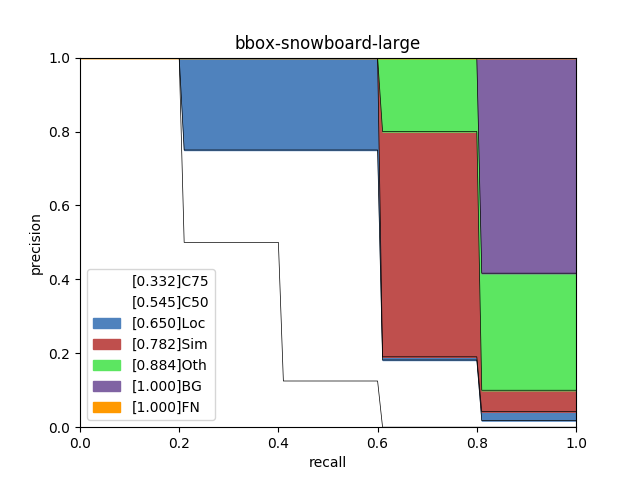 bbox-snowboard-large
precision
1.0
0.8
0.6
0.4
0.2
0.0
[0.332]C75
[0.545]C50
[0.650]Loc
[0.782]Sim
[0.884]Oth
[1.000]BG
[1.000]FN
0.0 0.2 0.4 0.6 0.8 1.0
recall